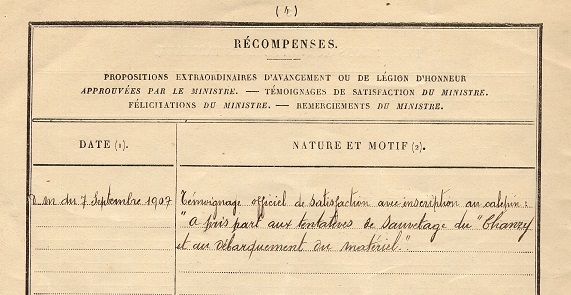 (4)
RÉCOMPENSES.
PROPOSITIONS EXTRAORDINAIRES D'AVANCEMENT OU DE LÉGION D'HONNEUR
APPROUVÉES PAR LE MINISTRE. — TÉMOIGNAGES DE SATISFACTION DU MINISTRE.
FÉLICITATIONS DU MINISTRE. — REMERCIEMENTS DU MINISTRE.
DATE (1).
NATURE ET MOTIF (2).
D.m du 7 Septembre 1907
Témoignage officiel de satisfaction avec inscription au calepin :
"a pris part aux tentatives de sauvetage du "Chanzy
et au débarquement du matériel".